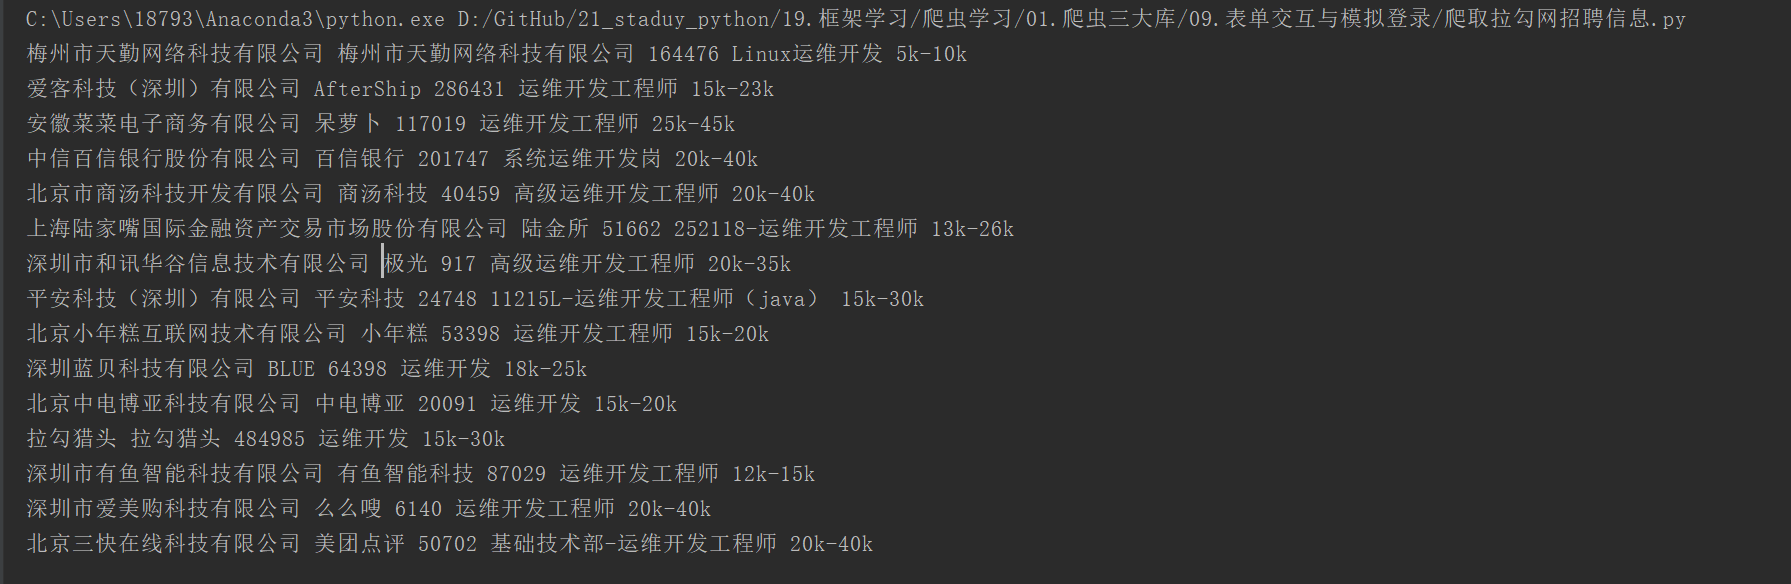 C:\Users\18793\Anaconda3\python.exe D:/GitHub/21_staduy_python/19.框架学习/爬虫学习/01.爬虫三大库/09.表单交互与模拟登录/爬取拉勾网招聘信息.py
梅州市天勤网络科技有限公司 梅州市天勤网络科技有限公司 164476 Linux运维开发 5k-10k
爱客科技（深圳）有限公司 AfterShip 286431 运维开发工程师 15k-23k
安徽菜菜电子商务有限公司 呆萝卜 117019 运维开发工程师 25k-45k
中信百信银行股份有限公司 百信银行 201747 系统运维开发岗 20k-40k
北京市商汤科技开发有限公司 商汤科技 40459 高级运维开发工程师 20k-40k
上海陆家嘴国际金融资产交易市场股份有限公司 陆金所 51662 252118-运维开发工程师 13k-26k
深圳市和讯华谷信息技术有限公司 极光 917 高级运维开发工程师 20k-35k
平安科技（深圳）有限公司 平安科技 24748 11215L-运维开发工程师（java） 15k-30k
北京小年糕互联网技术有限公司 小年糕 53398 运维开发工程师 15k-20k
深圳蓝贝科技有限公司 BLUE 64398 运维开发 18k-25k
北京中电博亚科技有限公司 中电博亚 20091 运维开发 15k-20k
拉勾猎头 拉勾猎头 484985 运维开发 15k-30k
深圳市有鱼智能科技有限公司 有鱼智能科技 87029 运维开发工程师 12k-15k
深圳市爱美购科技有限公司 么么嗖 6140 运维开发工程师 20k-40k
北京三快在线科技有限公司 美团点评 50702 基础技术部-运维开发工程师 20k-40k